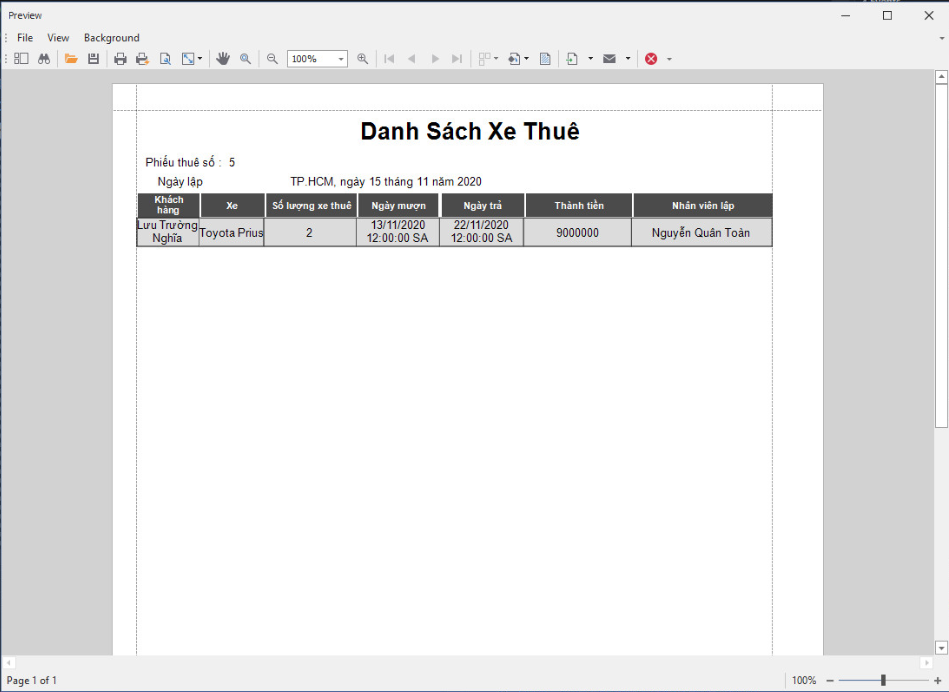 Preview
File View Background
100%
Danh Sách Xe Thuê
Phiếu thuê số : 5
Ngày lập TP.HCM, ngày 15 tháng 11 năm 2020
Khách hàng Xe Số lượng xe thuê Ngày mượn Ngày trả Thành tiền Nhân viên lập
Lưu Trường Nghĩa Toyota Prius 2 13/11/2020 12:00:00 SA 22/11/2020 12:00:00 SA 9000000 Nguyễn Quân Toàn
Page 1 of 1 100%